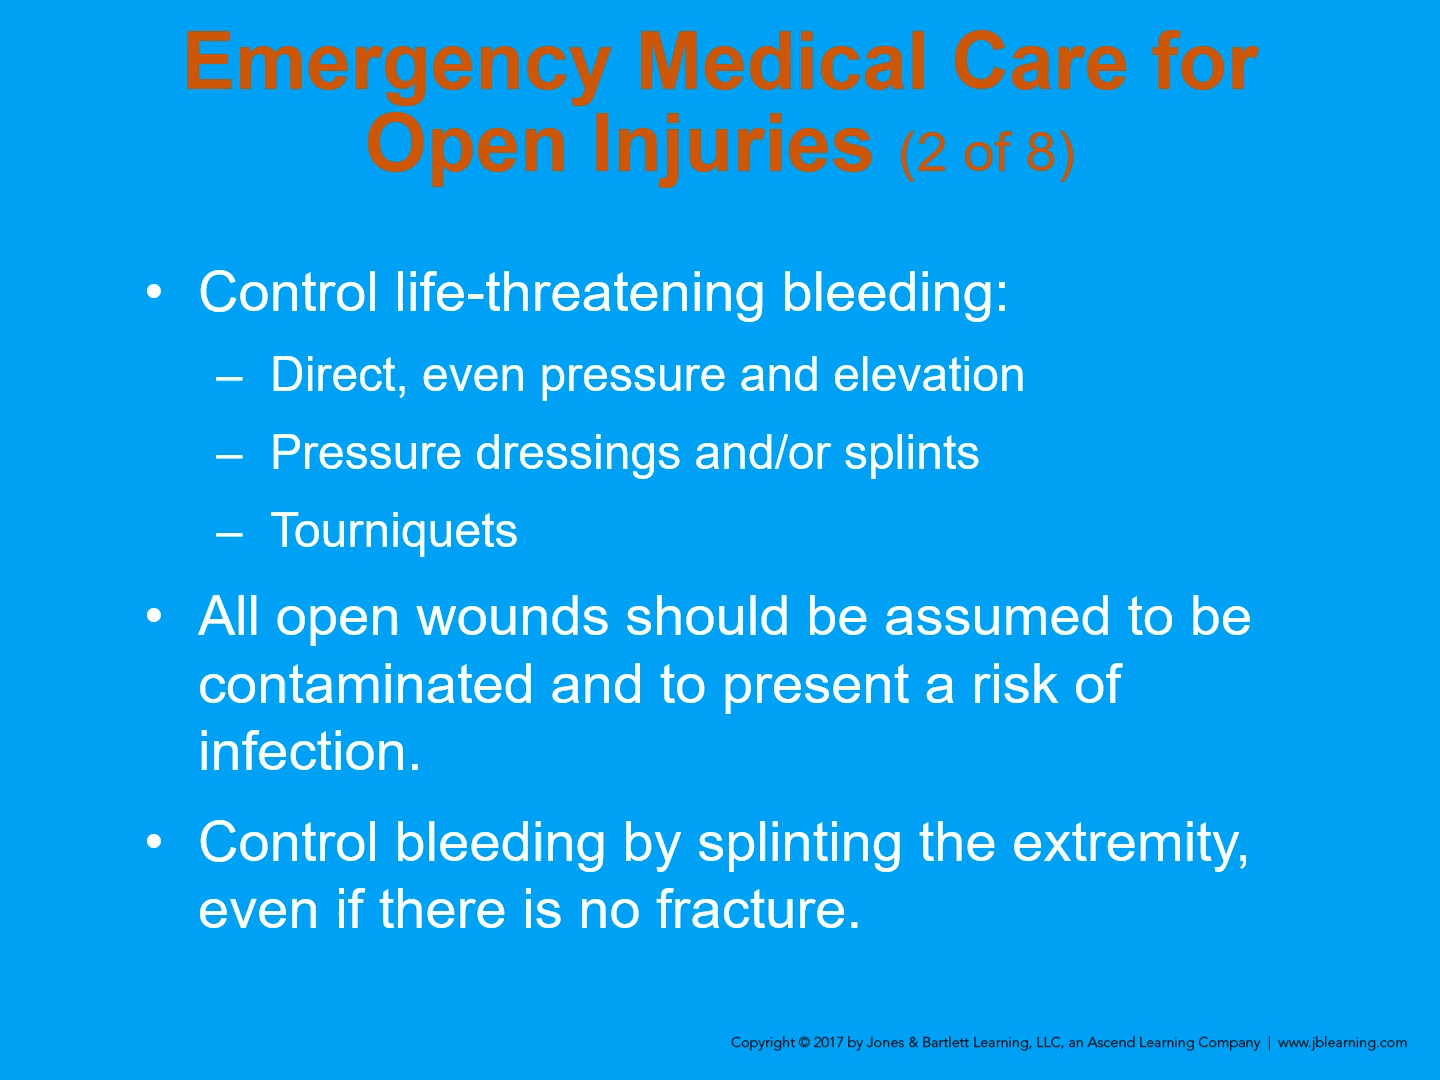 Emergency Medical Care for
Open Injuries (2 of 8)
• Control life-threatening bleeding:
– Direct, even pressure and elevation
– Pressure dressings and/or splints
– Tourniquets
• All open wounds should be assumed to be
contaminated and to present a risk of
infection.
• Control bleeding by splinting the extremity,
even if there is no fracture.
Copyright © 2017 by Jones & Bartlett Learning, LLC, an Ascend Learning Company | www.jblearning.com